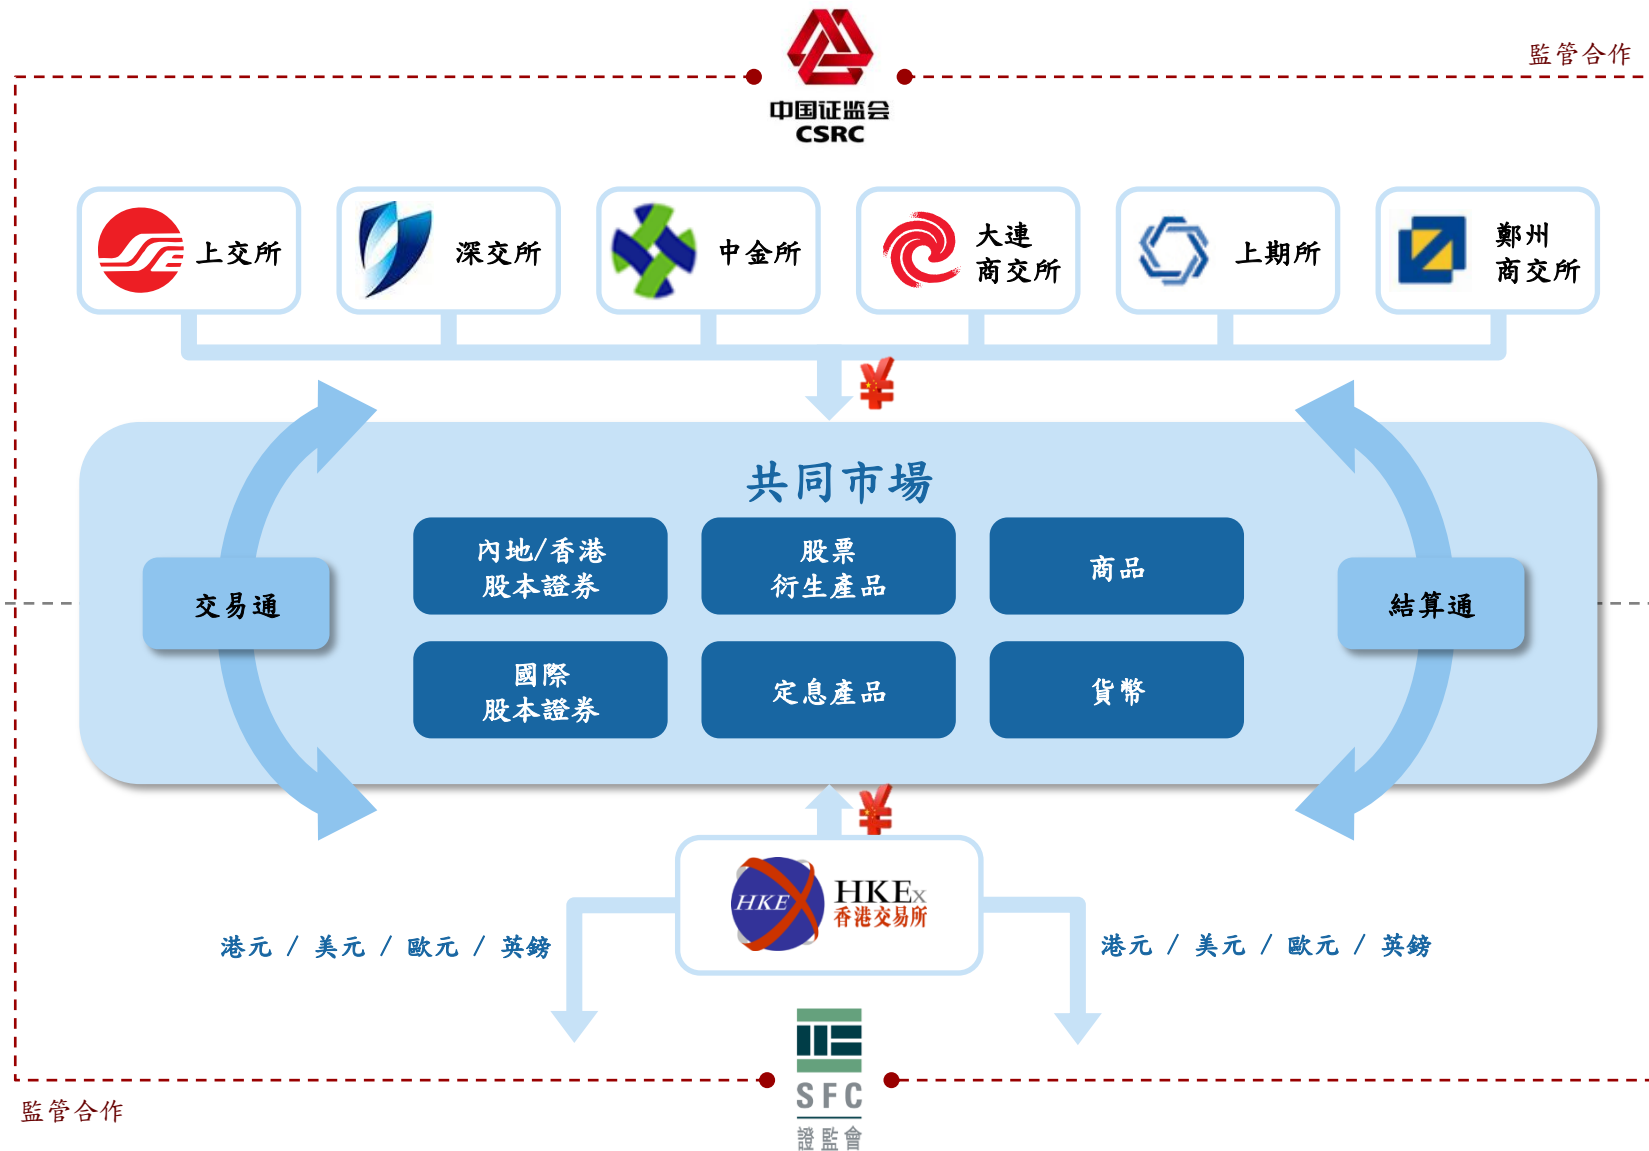 監管合作
中国证监会
CSRC
上交所
深交所
中金所
大連
商交所
上期所
鄭州
商交所
¥
共同市場
內地/香港
股本證券
股票
衍生產品
商品
交易通
結算通
國際
股本證券
定息產品
貨幣
¥
HKEx
HKEx
香港交易所
港元 / 美元 / 歐元 / 英鎊
港元 / 美元 / 歐元 / 英鎊
SFC
證監會
監管合作